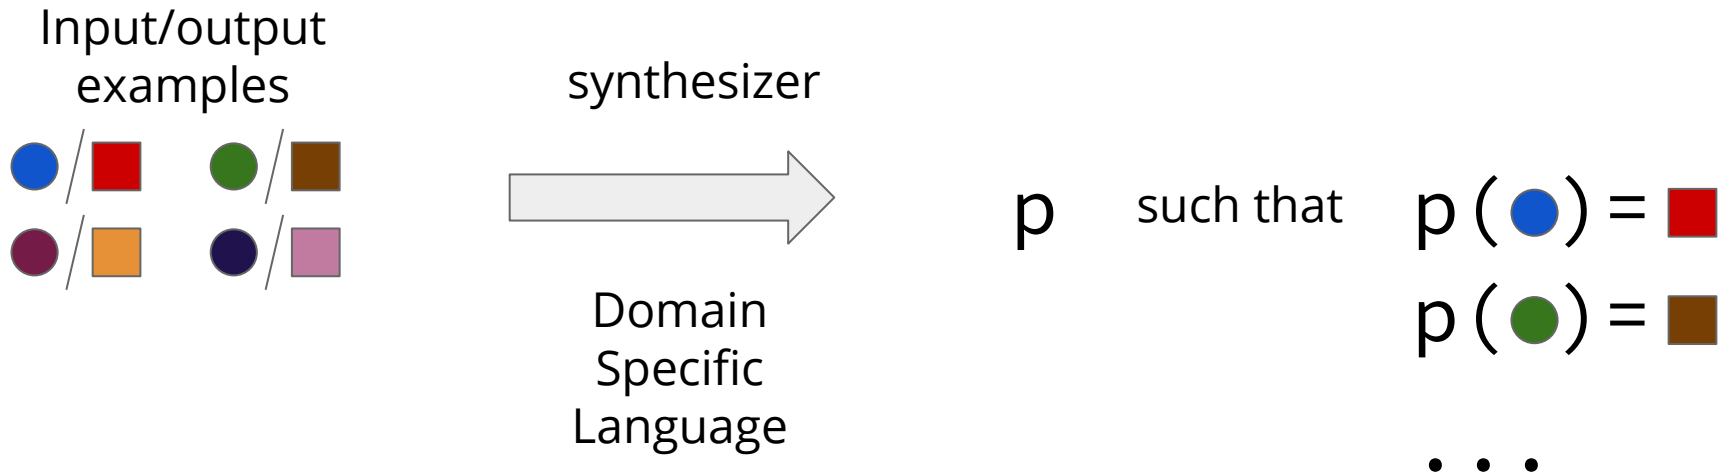 Input/output
examples
synthesizer
Domain
Specific
Language
p such that p( ) =
p( ) =
...